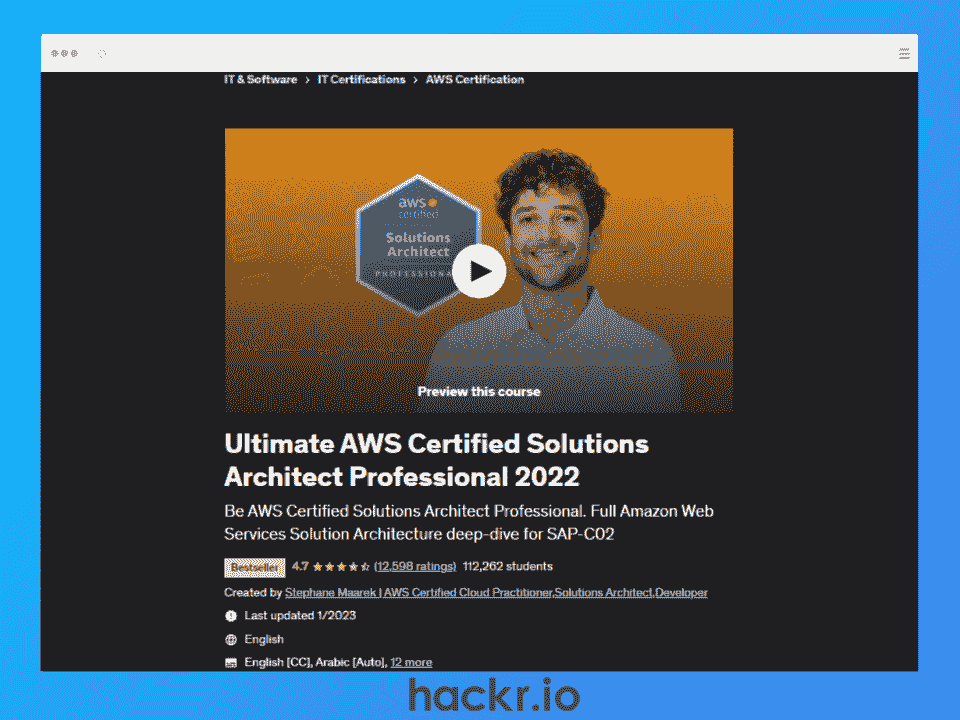 IT & Software > IT Certifications > AWS Certification
aws
certified
Solutions
Architect
PROFESSIONAL
Preview this course
Ultimate AWS Certified Solutions
Architect Professional 2022
Be AWS Certified Solutions Architect Professional. Full Amazon Web
Services Solution Architecture deep-dive for SAP-C02
Bestseller 4.7 (12,598 ratings) 112,262 students
Created by Stephane Maarek | AWS Certified Cloud Practitioner,Solutions Architect,Developer
Last updated 1/2023
English
English [CC], Arabic [Auto], 12 more
hackr.io